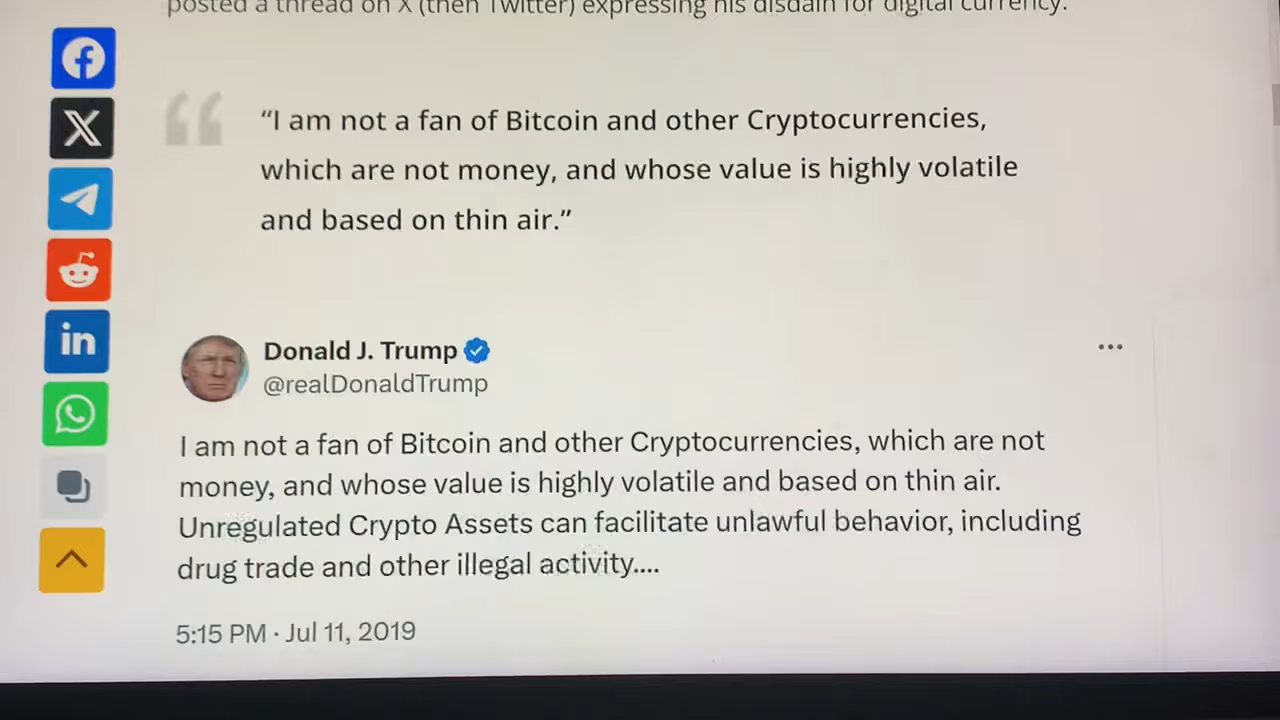 posted a thread on X (then Twitter) expressing his disdain for digital currency.
“I am not a fan of Bitcoin and other Cryptocurrencies,
which are not money, and whose value is highly volatile
and based on thin air.”
Donald J. Trump
@realDonaldTrump
I am not a fan of Bitcoin and other Cryptocurrencies, which are not
money, and whose value is highly volatile and based on thin air.
Unregulated Crypto Assets can facilitate unlawful behavior, including
drug trade and other illegal activity....
5:15 PM · Jul 11, 2019
in